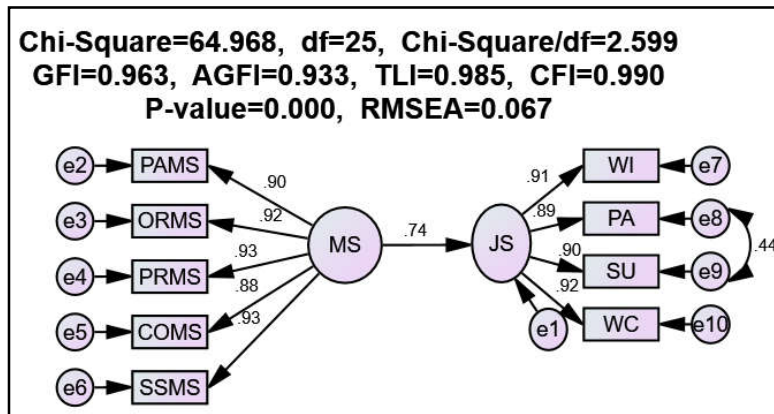 Chi-Square=64.968, df=25, Chi-Square/df=2.599
GFI=0.963, AGFI=0.933, TLI=0.985, CFI=0.990
P-value=0.000, RMSEA=0.067
e2 PAMS .90 .91 WI e7
e3 ORMS .92 .89 PA e8
MS .74 JS
.44
e4 PRMS .93 .90 SU e9
e5 COMS .88 .92 WC e10
e1
e6 SSMS .93